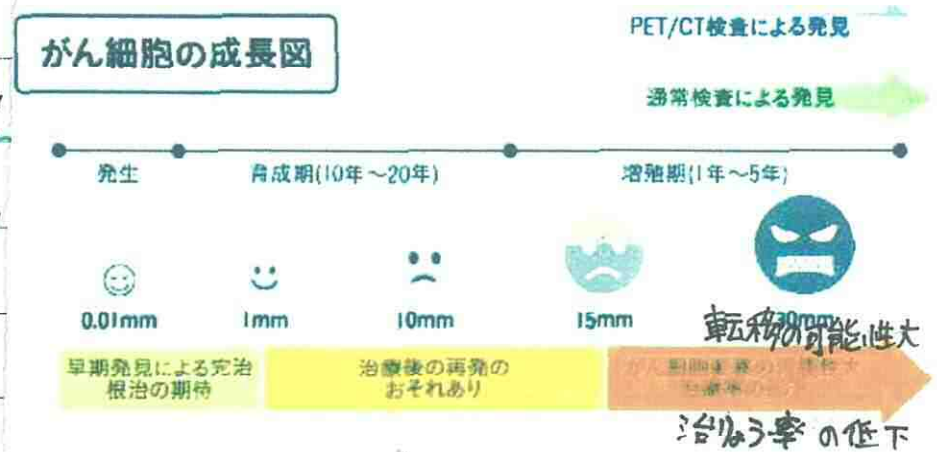 がん細胞の成長図
PET/CT検査による発見
通常検査による発見
発生
育成期(10年～20年)
増殖期(1年～5年)
0.01mm
1mm
10mm
15mm
30mm
転移の可能性大
早期発見による完治
根治の期待
治療後の再発の
おそれあり
治りょう率の低下